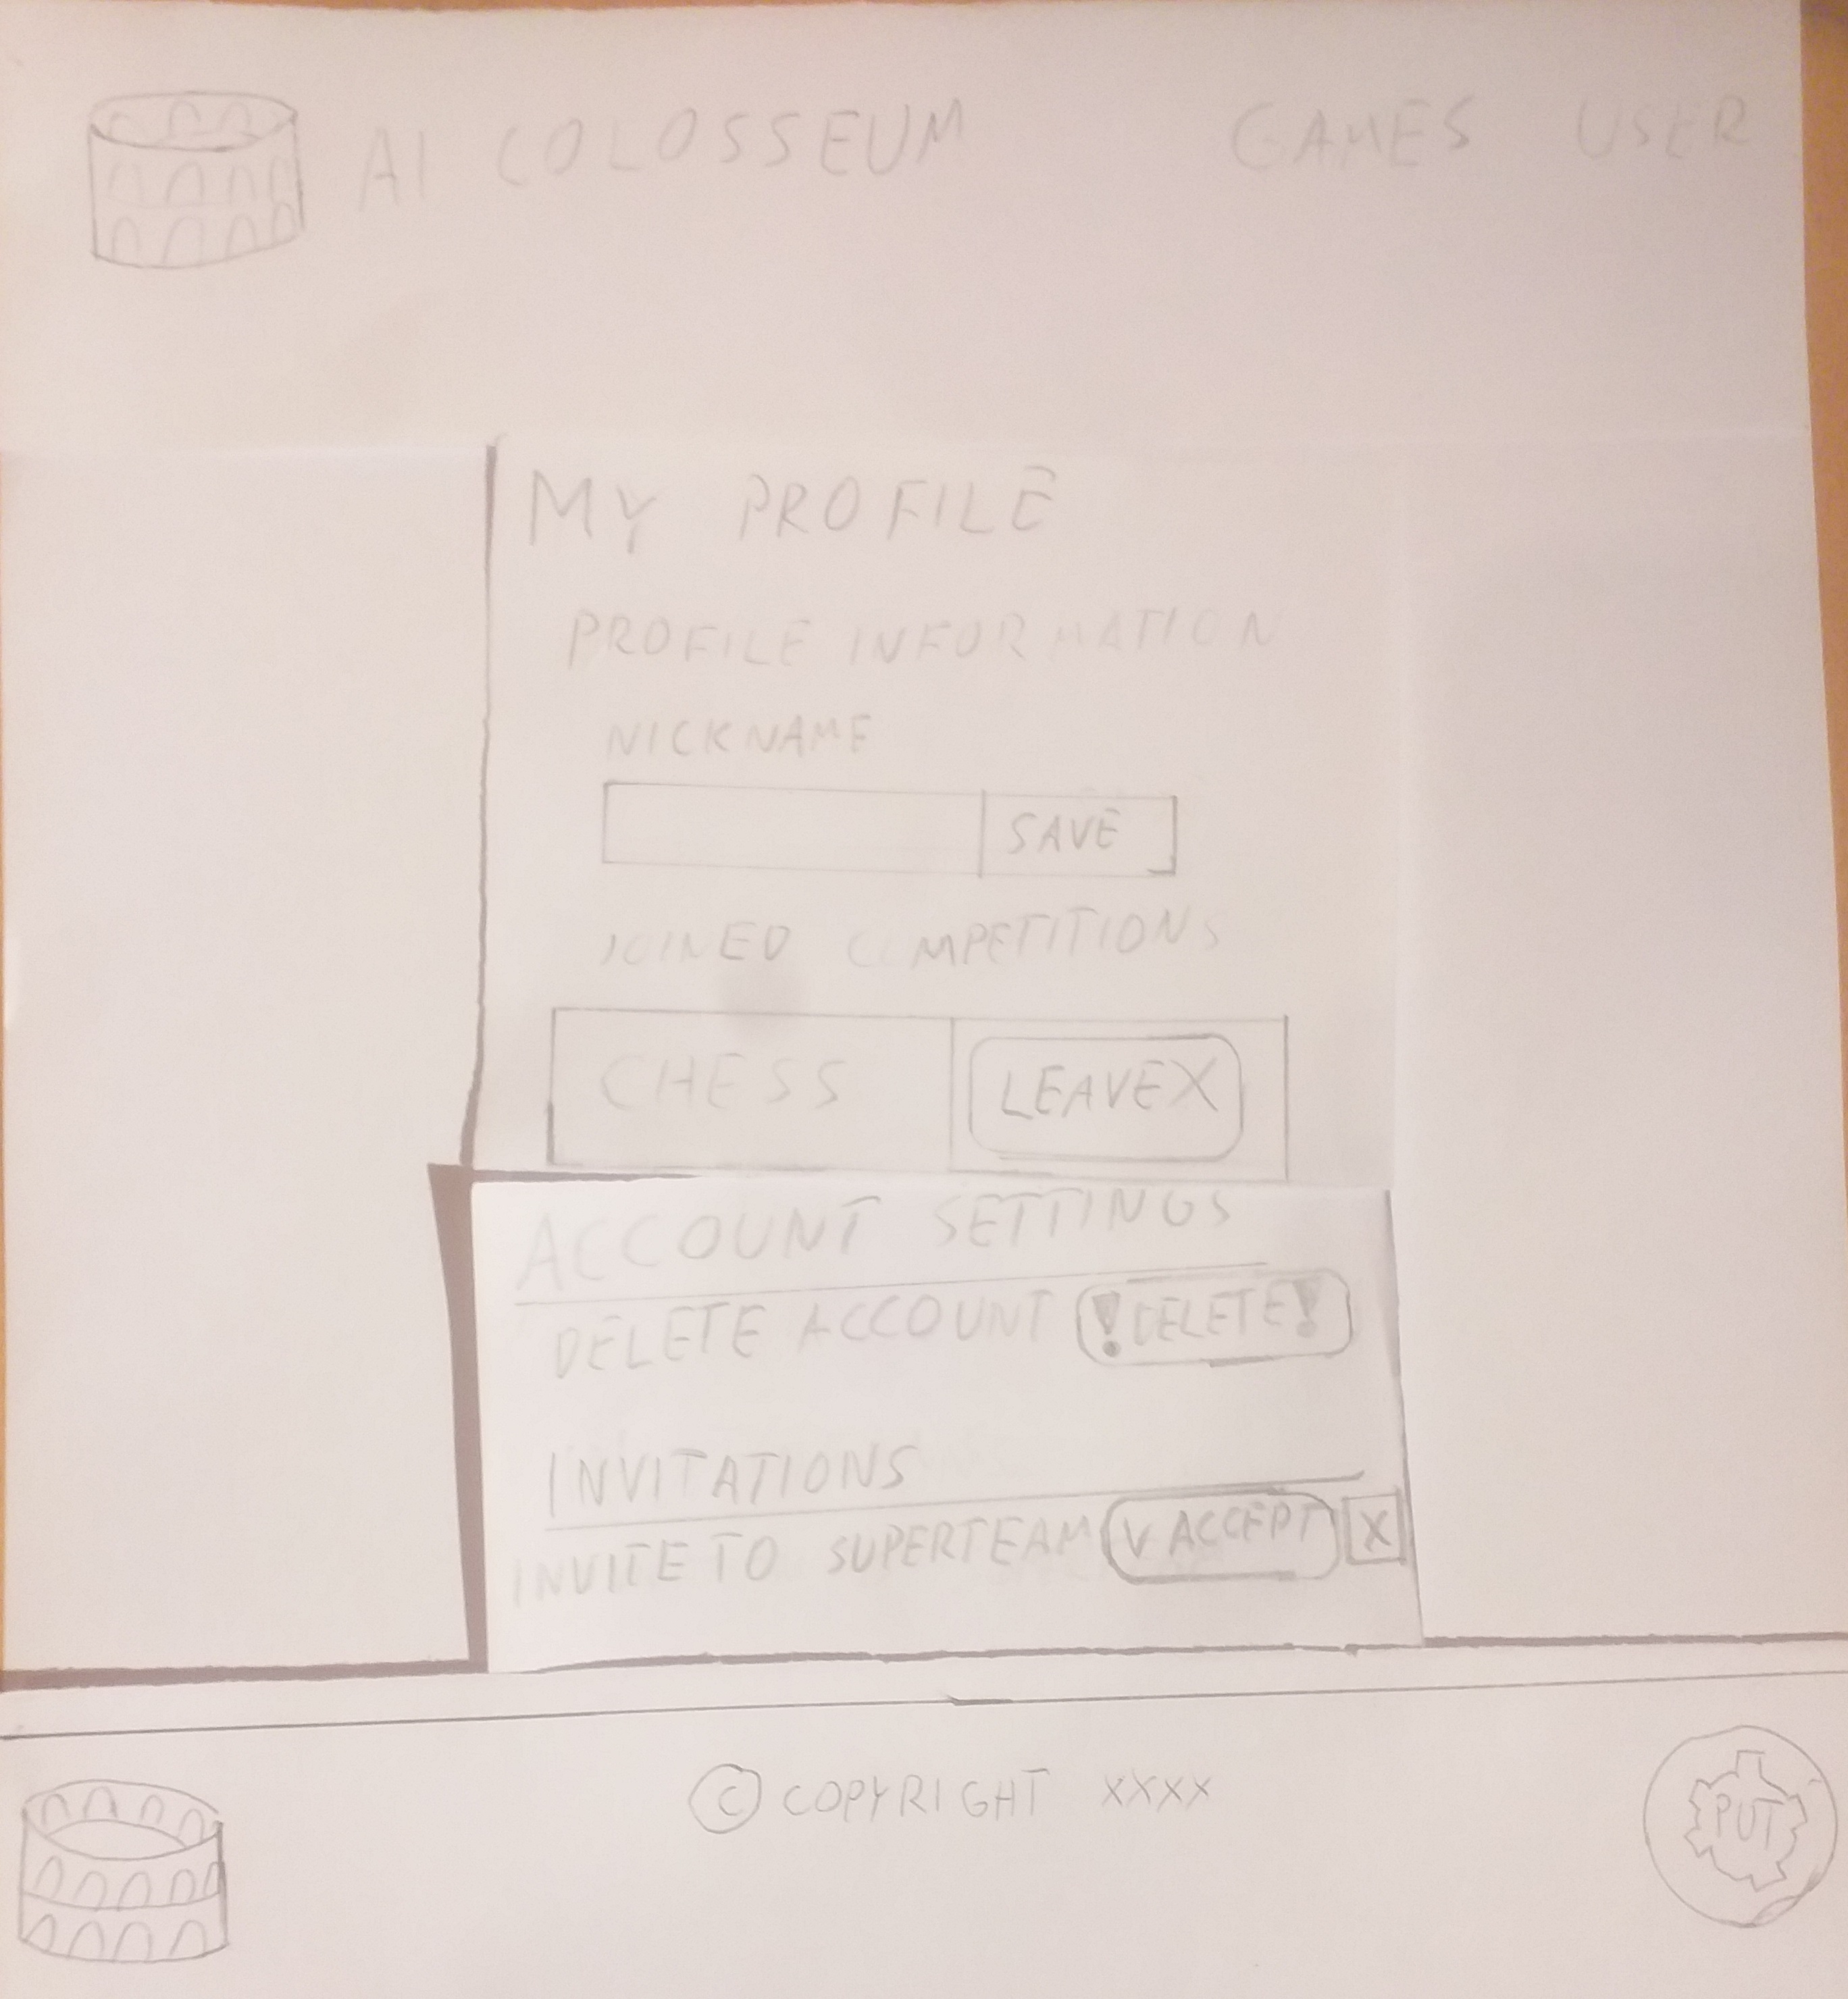 AI COLOSSEUM GAMES USER
MY PROFILE
PROFILE INFORMATION
NICKNAME
SAVE
JOINED COMPETITIONS
CHESS LEAVE X
ACCOUNT SETTINGS
DELETE ACCOUNT ! DELETE !
INVITATIONS
INVITE TO SUPERTEAM V ACCEPT X
© COPYRIGHT XXXX
PUT